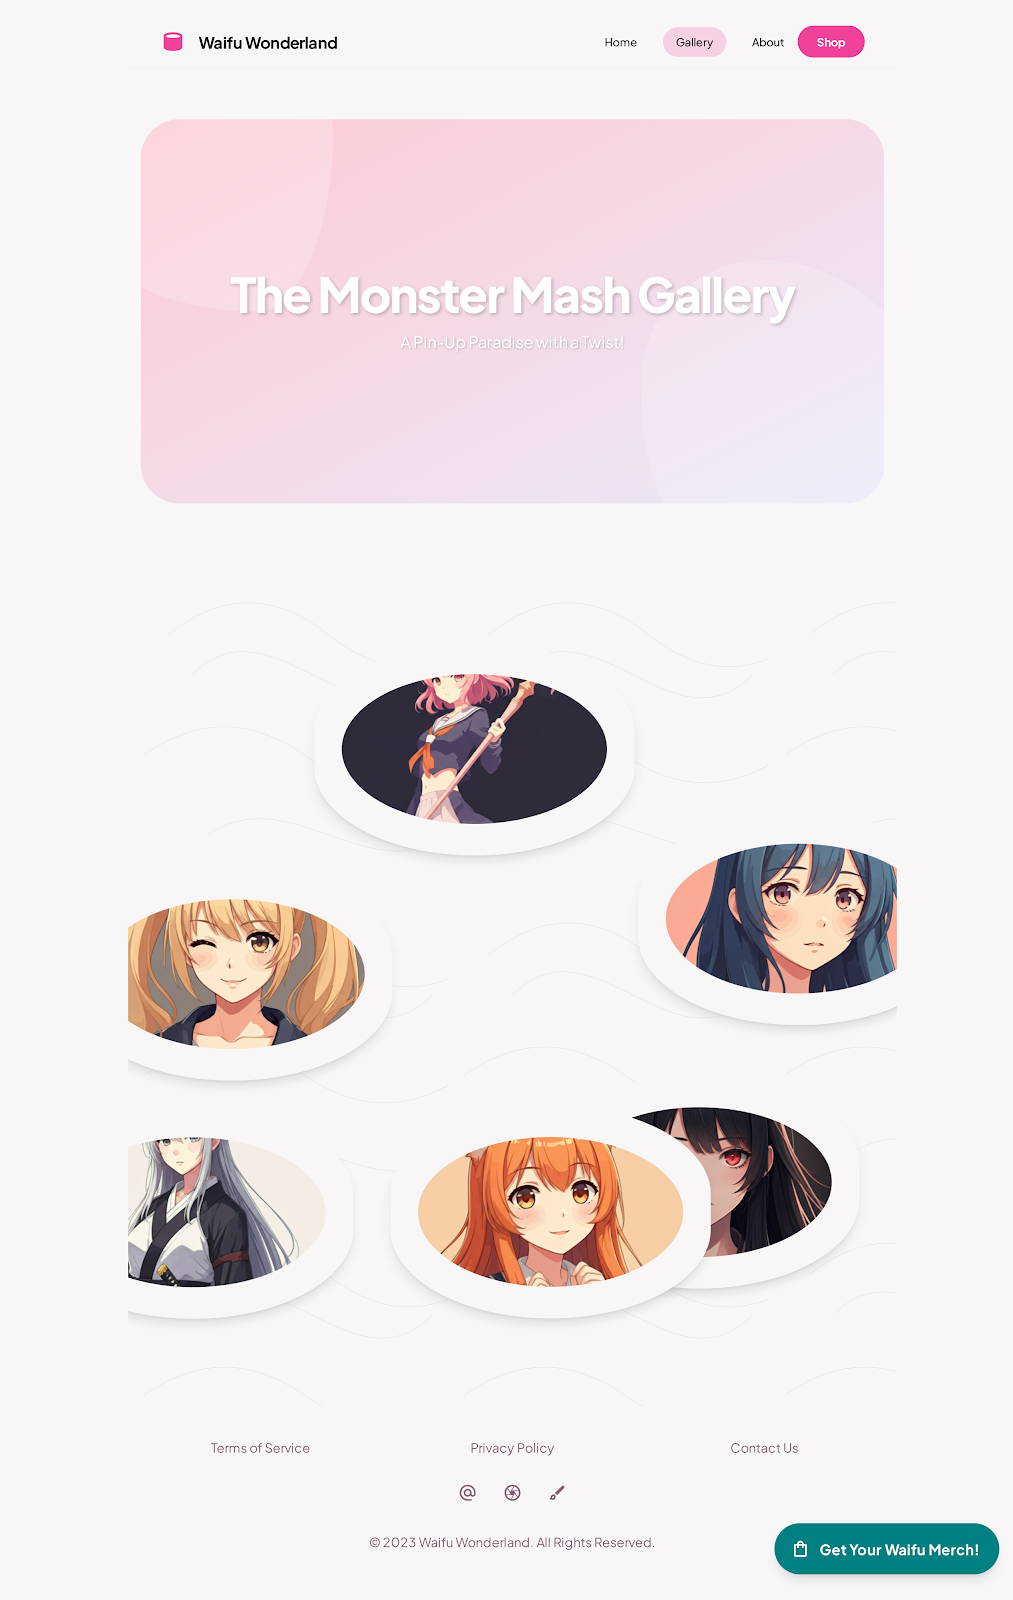 Waifu Wonderland
Home
Gallery
About
Shop
The Monster Mash Gallery
A Pin-Up Paradise with a Twist!
Terms of Service
Privacy Policy
Contact Us
© 2023 Waifu Wonderland. All Rights Reserved.
Get Your Waifu Merch!